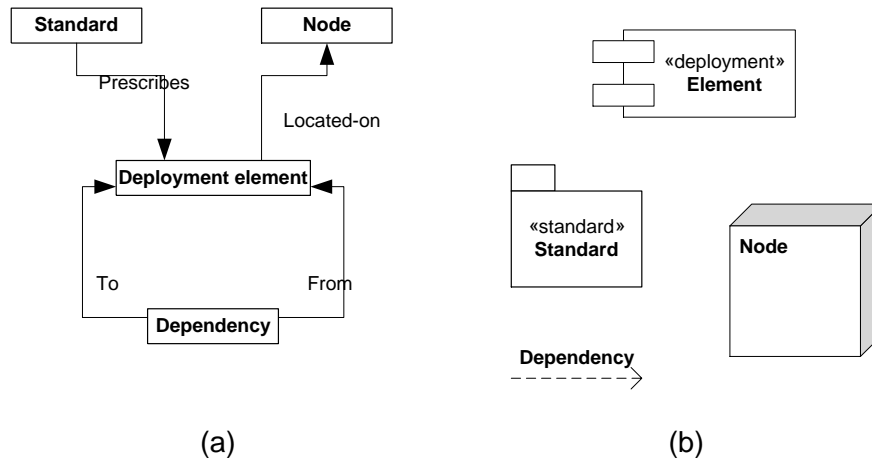 Standard
Node
Prescribes
Located-on
Deployment element
To
From
Dependency
(a)
«deployment»
Element
«standard»
Standard
Node
Dependency
(b)